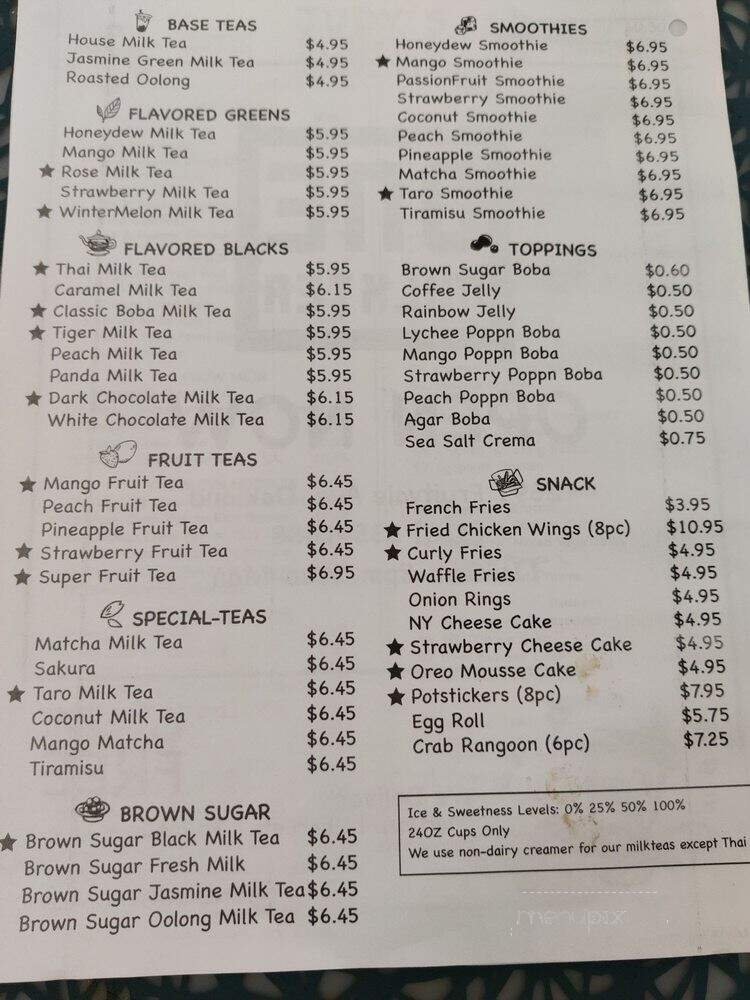 BASE TEAS
House Milk Tea $4.95
Jasmine Green Milk Tea $4.95
Roasted Oolong $4.95
FLAVORED GREENS
Honeydew Milk Tea $5.95
Mango Milk Tea $5.95
★ Rose Milk Tea $5.95
Strawberry Milk Tea $5.95
★ WinterMelon Milk Tea $5.95
FLAVORED BLACKS
★ Thai Milk Tea $5.95
Caramel Milk Tea $6.15
★ Classic Boba Milk Tea $5.95
★ Tiger Milk Tea $5.95
Peach Milk Tea $5.95
Panda Milk Tea $5.95
★ Dark Chocolate Milk Tea $6.15
White Chocolate Milk Tea $6.15
FRUIT TEAS
★ Mango Fruit Tea $6.45
Peach Fruit Tea $6.45
Pineapple Fruit Tea $6.45
★ Strawberry Fruit Tea $6.45
★ Super Fruit Tea $6.95
SPECIAL-TEAS
Matcha Milk Tea $6.45
Sakura $6.45
★ Taro Milk Tea $6.45
Coconut Milk Tea $6.45
Mango Matcha $6.45
Tiramisu $6.45
BROWN SUGAR
★ Brown Sugar Black Milk Tea $6.45
Brown Sugar Fresh Milk $6.45
Brown Sugar Jasmine Milk Tea $6.45
Brown Sugar Oolong Milk Tea $6.45
SMOOTHIES
Honeydew Smoothie $6.95
★ Mango Smoothie $6.95
PassionFruit Smoothie $6.95
Strawberry Smoothie $6.95
Coconut Smoothie $6.95
Peach Smoothie $6.95
Pineapple Smoothie $6.95
Matcha Smoothie $6.95
★ Taro Smoothie $6.95
Tiramisu Smoothie $6.95
TOPPINGS
Brown Sugar Boba $0.60
Coffee Jelly $0.50
Rainbow Jelly $0.50
Lychee Poppn Boba $0.50
Mango Poppn Boba $0.50
Strawberry Poppn Boba $0.50
Peach Poppn Boba $0.50
Agar Boba $0.50
Sea Salt Crema $0.75
SNACK
French Fries $3.95
★ Fried Chicken Wings (8pc) $10.95
★ Curly Fries $4.95
Waffle Fries $4.95
Onion Rings $4.95
NY Cheese Cake $4.95
★ Strawberry Cheese Cake $4.95
★ Oreo Mousse Cake $4.95
★ Potstickers (8pc) $7.95
Egg Roll $5.75
Crab Rangoon (6pc) $7.25
Ice & Sweetness Levels: 0% 25% 50% 100%
24OZ Cups Only
We use non-dairy creamer for our milkteas except Thai
menupix